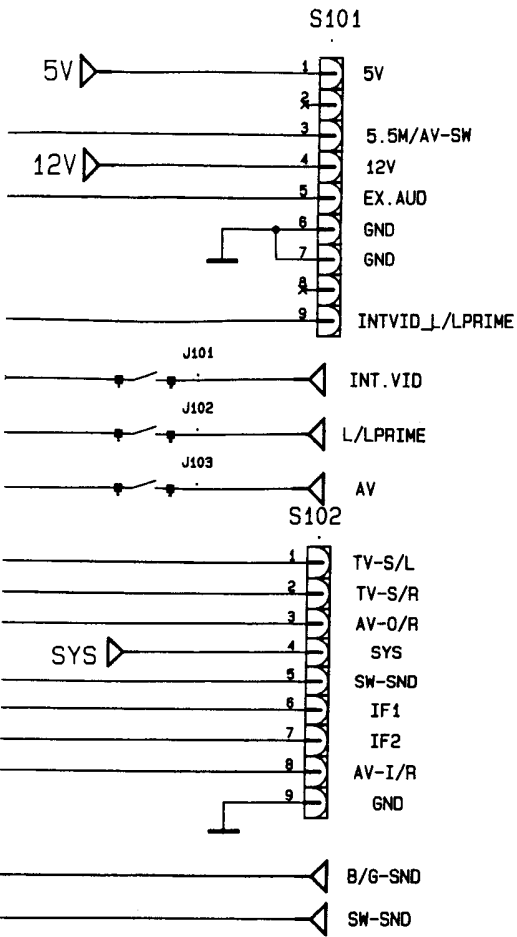 S101
5V 1 5V
2
3 5.5M/AV-SW
12V 4 12V
5 EX.AUD
6 GND
7 GND
8
9 INTVID_L/LPRIME
J101
INT.VID
J102
L/LPRIME
J103
AV
S102
1 TV-S/L
2 TV-S/R
3 AV-O/R
SYS 4 SYS
5 SW-SND
6 IF1
7 IF2
8 AV-I/R
9 GND
B/G-SND
SW-SND